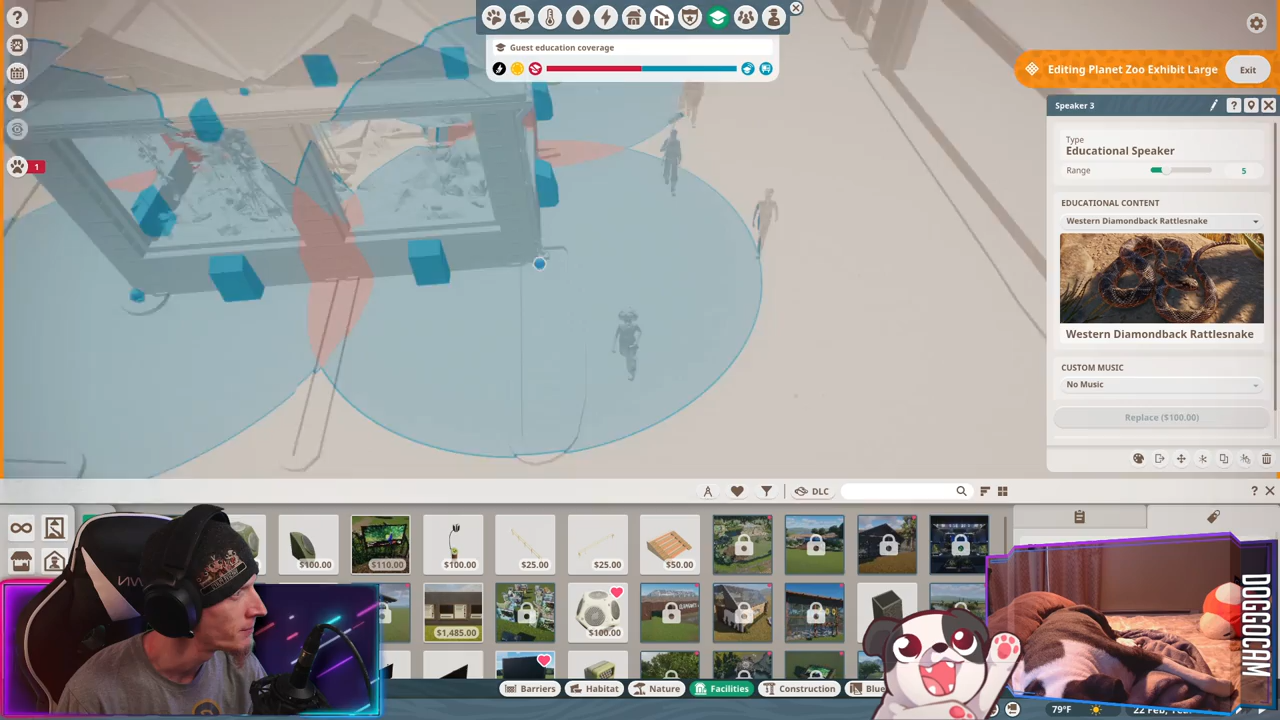 Guest education coverage
Editing Planet Zoo Exhibit Large
Exit
1
Speaker 3
Type
Educational Speaker
Range
5
EDUCATIONAL CONTENT
Western Diamondback Rattlesnake
Western Diamondback Rattlesnake
CUSTOM MUSIC
No Music
Replace ($100.00)
DLC
$100.00
$110.00
$100.00
$25.00
$25.00
$50.00
$1,485.00
$100.00
Barriers
Habitat
Nature
Facilities
Construction
Blue
79°F
22 Feb,
DOGGOCAM